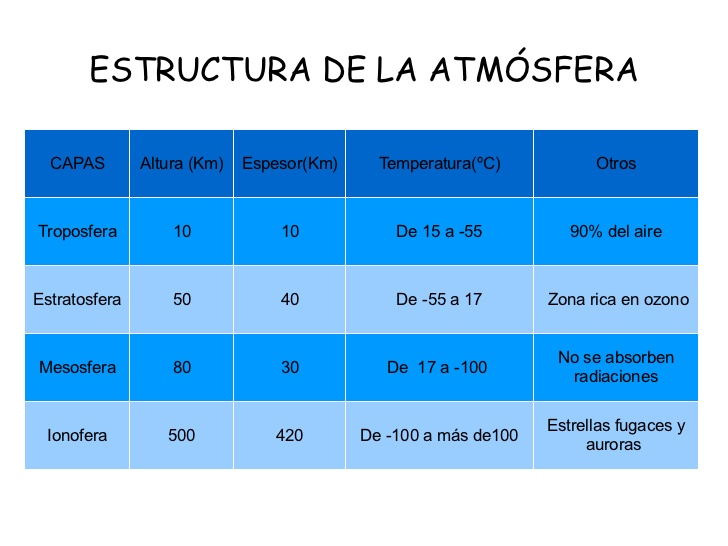 ESTRUCTURA DE LA ATMÓSFERA
CAPAS Altura (Km) Espesor(Km) Temperatura(ºC) Otros
Troposfera 10 10 De 15 a -55 90% del aire
Estratosfera 50 40 De -55 a 17 Zona rica en ozono
Mesosfera 80 30 De 17 a -100 No se absorben
radiaciones
Ionofera 500 420 De -100 a más de100 Estrellas fugaces y
auroras